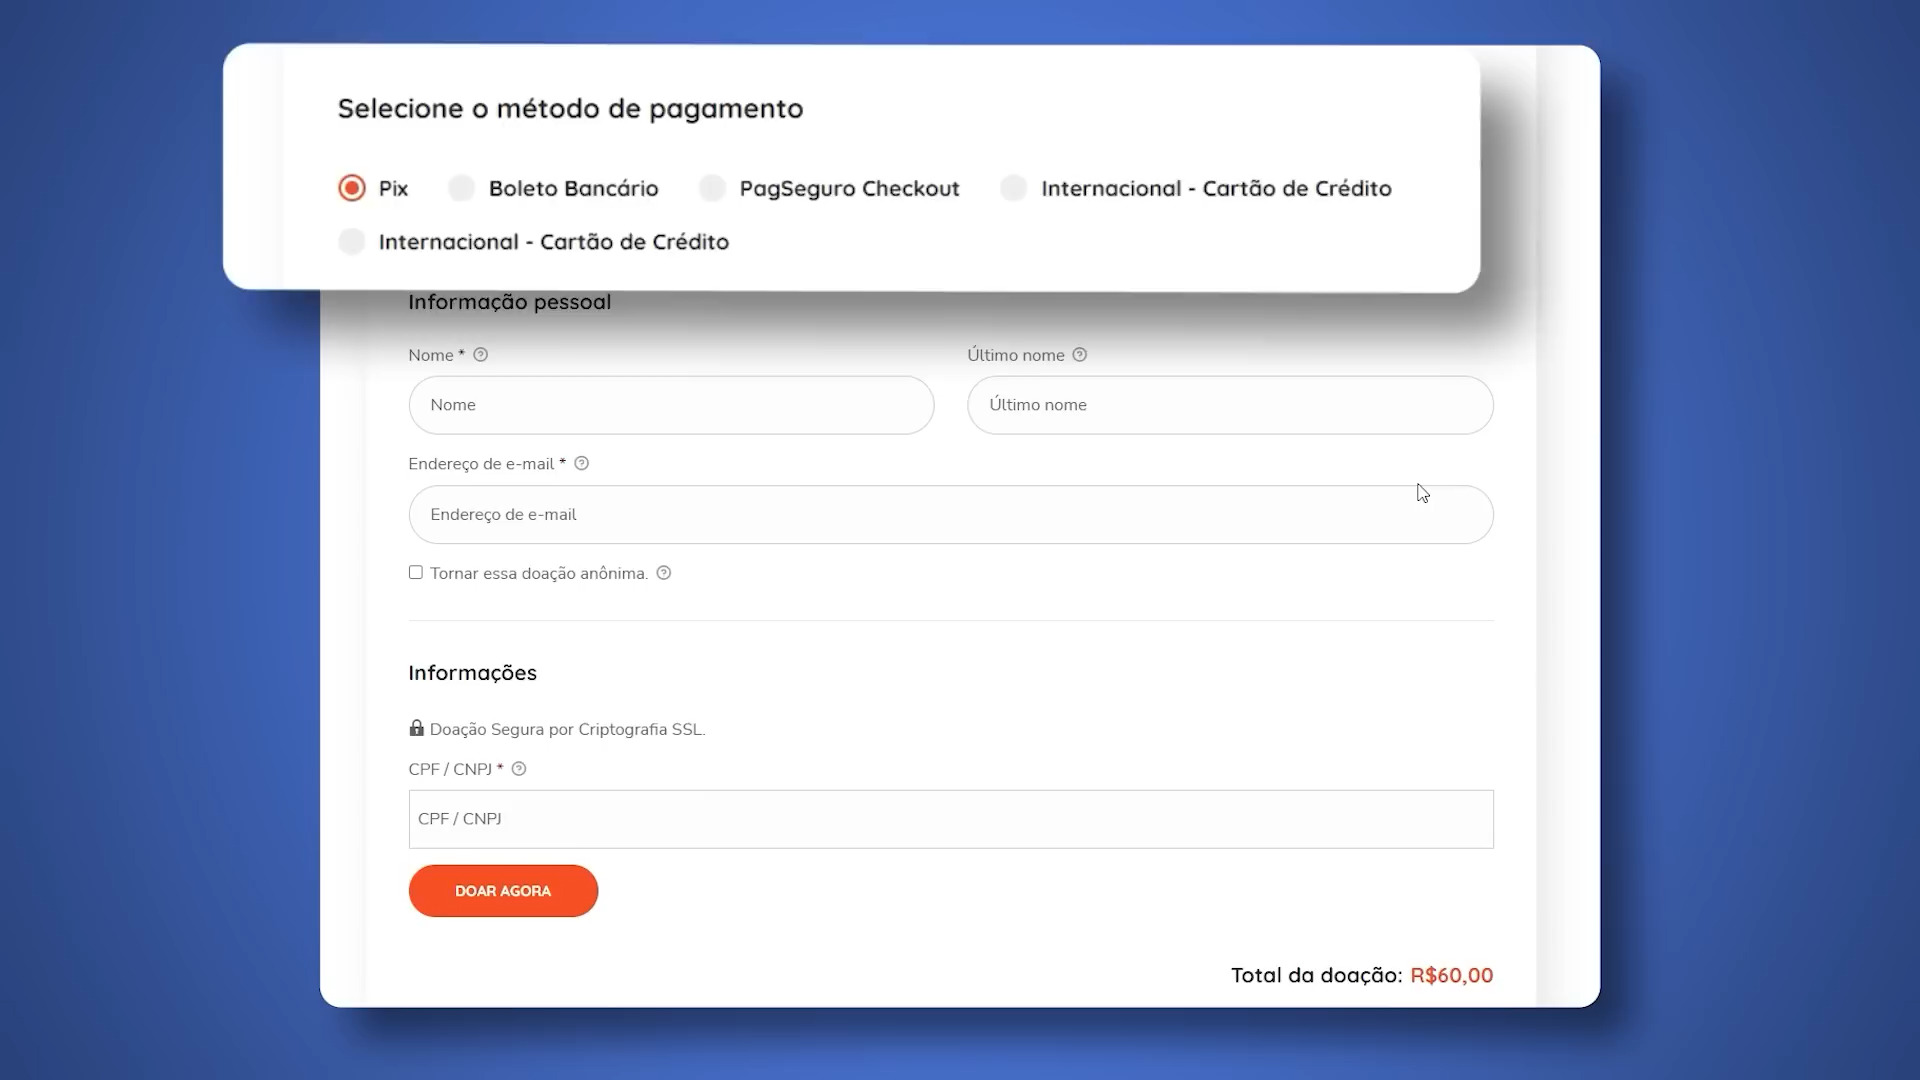 Selecione o método de pagamento
Pix Boleto Bancário PagSeguro Checkout Internacional - Cartão de Crédito
Internacional - Cartão de Crédito
Informação pessoal
Nome * Último nome
Nome Último nome
Endereço de e-mail *
Endereço de e-mail
Tornar essa doação anônima.
Informações
Doação Segura por Criptografia SSL.
CPF / CNPJ *
CPF / CNPJ
DOAR AGORA
Total da doação: R$60,00